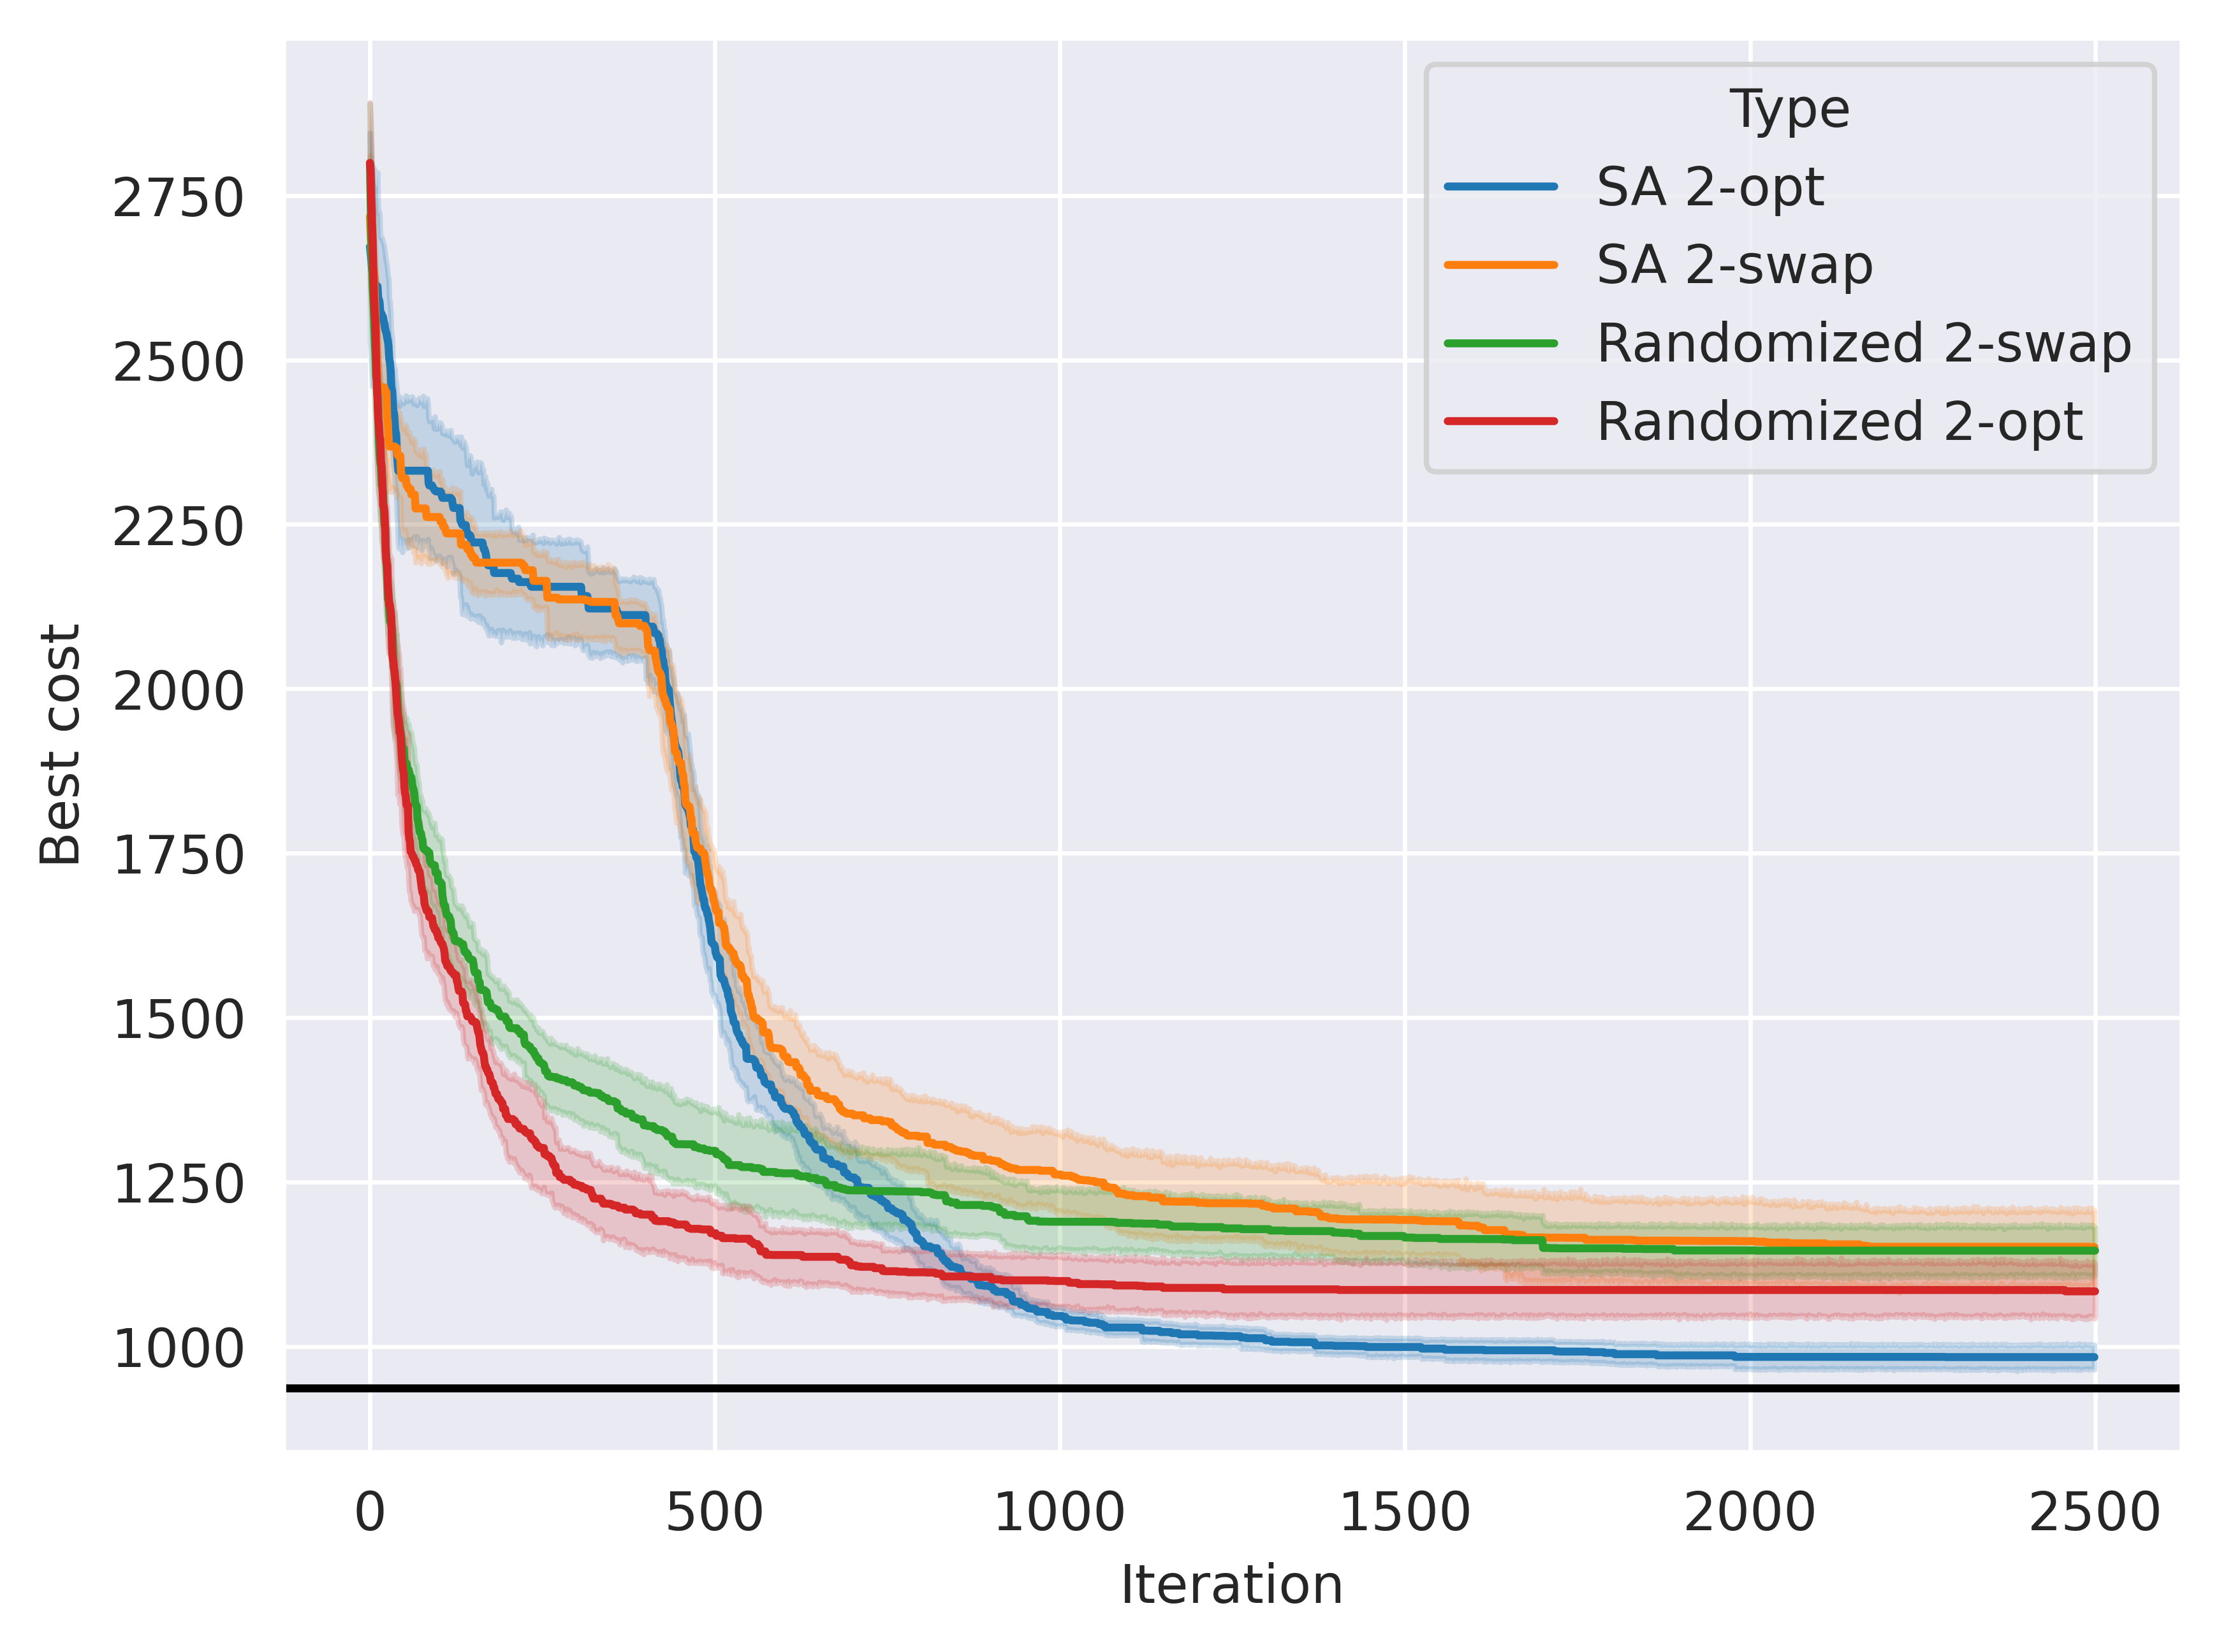 Type
SA 2-opt
SA 2-swap
Randomized 2-swap
Randomized 2-opt
Best cost
2750
2500
2250
2000
1750
1500
1250
1000
0 500 1000 1500 2000 2500
Iteration